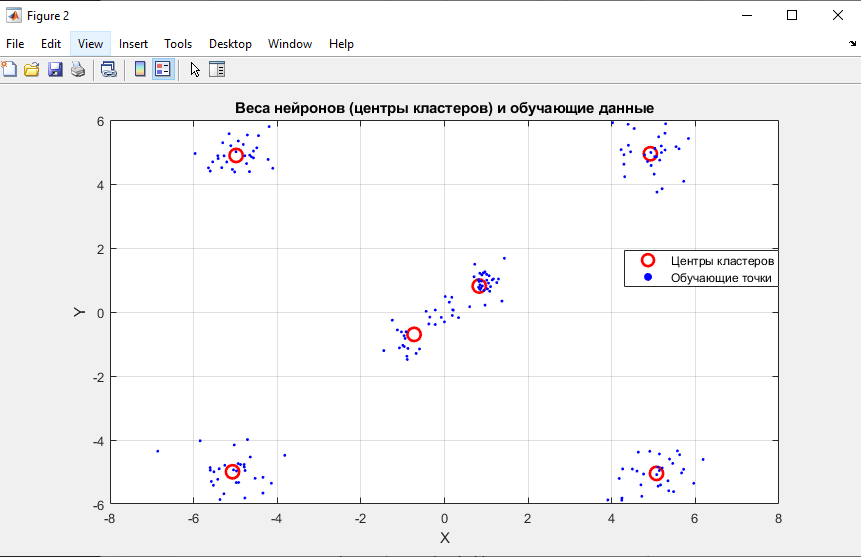 Figure 2
File Edit View Insert Tools Desktop Window Help
Веса нейронов (центры кластеров) и обучающие данные
6
4
2
0
-2
-4
-6
Y
Центры кластеров
Обучающие точки
-8 -6 -4 -2 0 2 4 6 8
X